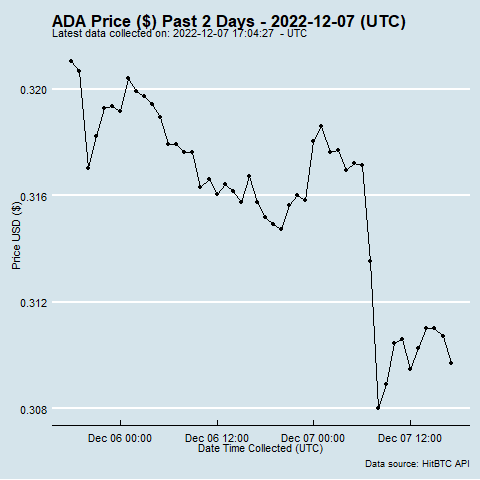 ADA Price ($) Past 2 Days - 2022-12-07 (UTC)
Latest data collected on: 2022-12-07 17:04:27 - UTC
0.320
0.316
0.312
0.308
Price USD ($)
Dec 06 00:00 Dec 06 12:00 Dec 07 00:00 Dec 07 12:00
Date Time Collected (UTC)
Data source: HitBTC API